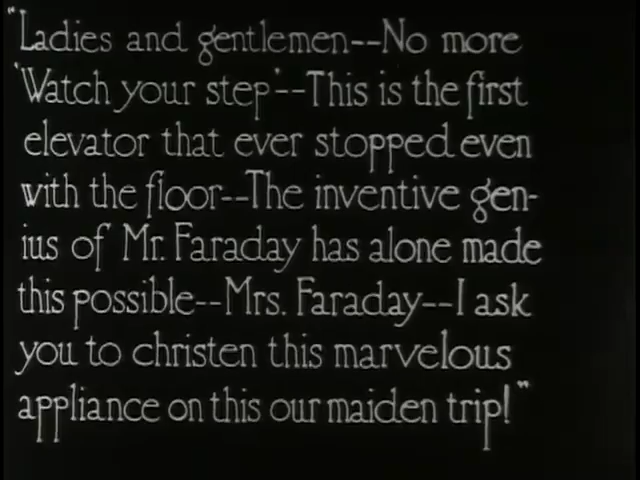 "Ladies and gentlemen--No more
'Watch your step'--This is the first
elevator that ever stopped even
with the floor--The inventive gen-
ius of Mr. Faraday has alone made
this possible--Mrs. Faraday--I ask
you to christen this marvelous
appliance on this our maiden trip!"